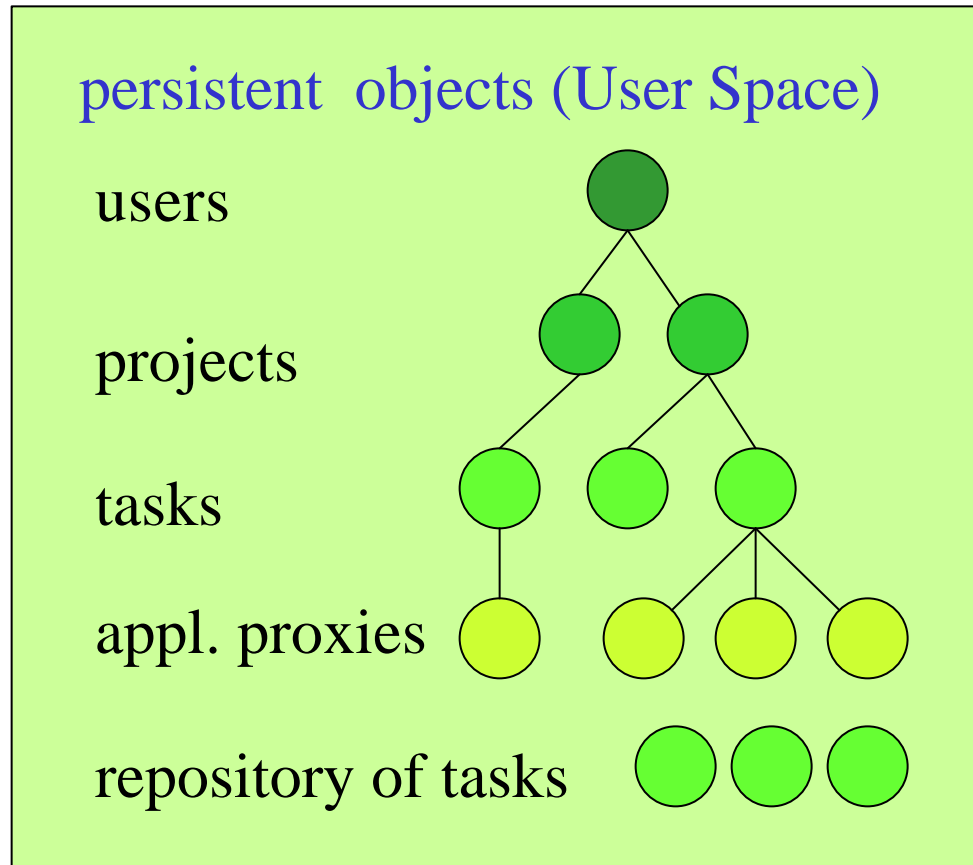 persistent objects (User Space)
users
projects
tasks
appl. proxies
repository of tasks